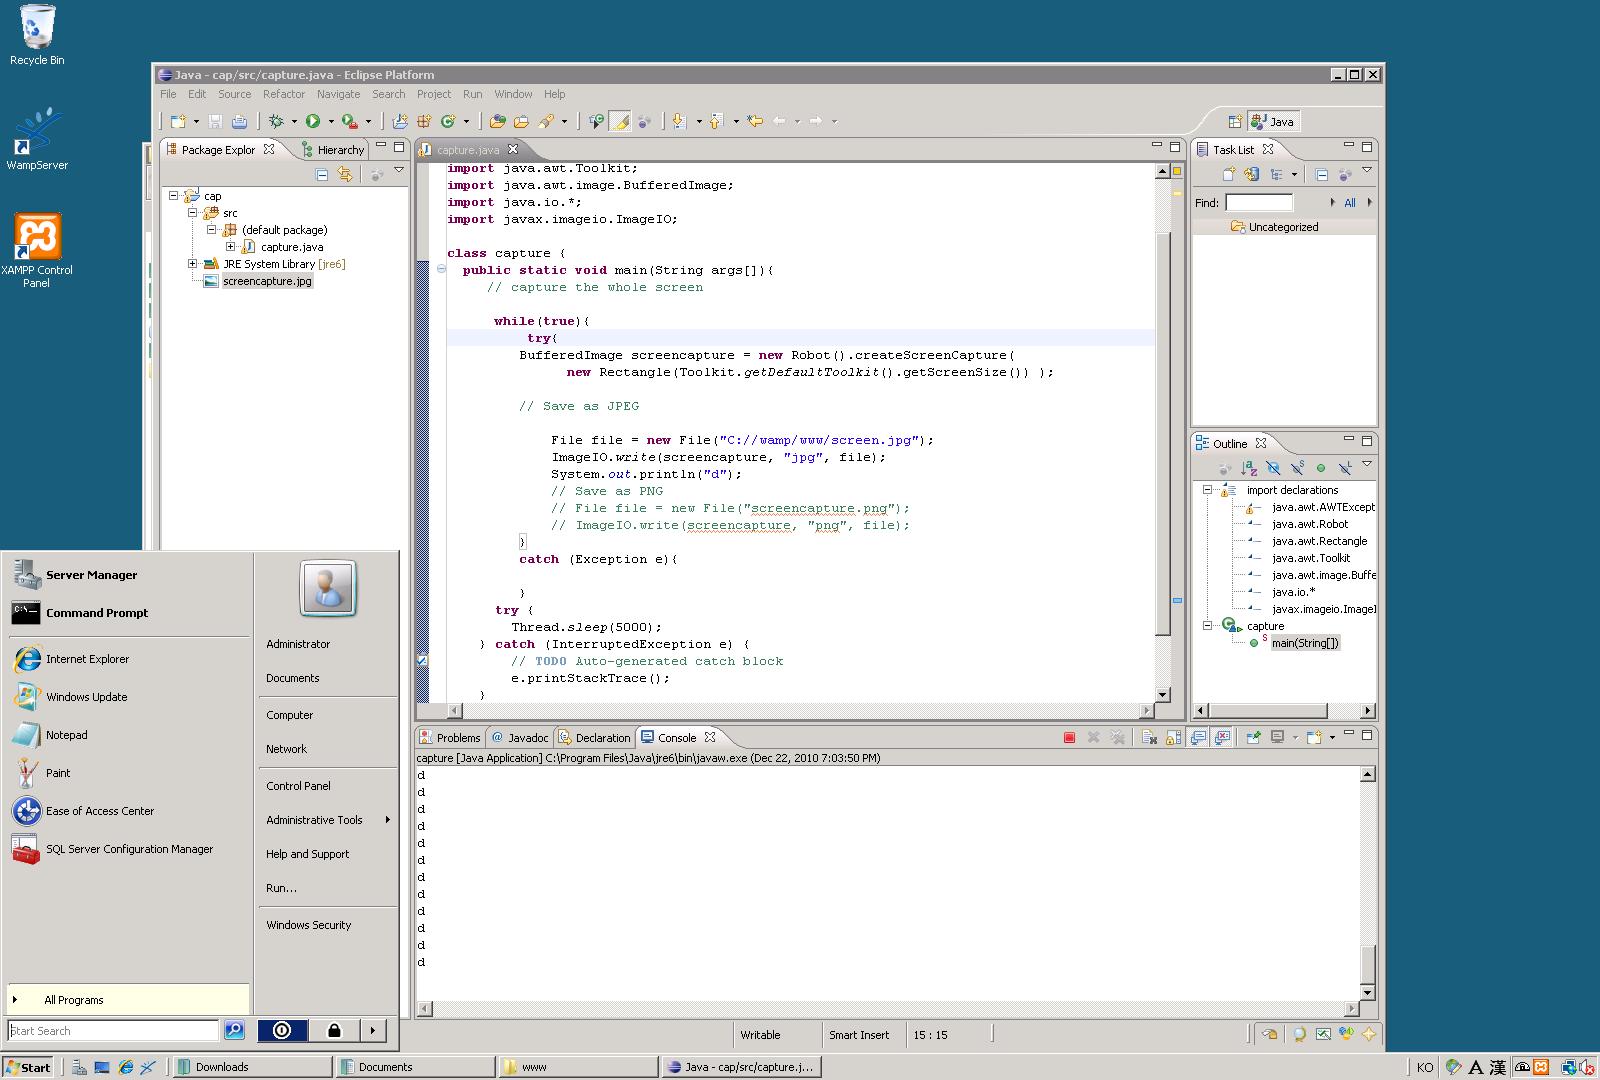 Recycle Bin
WampServer
XAMPP Control
Panel
Java - cap/src/capture.java - Eclipse Platform
File Edit Source Refactor Navigate Search Project Run Window Help
Java
Package Explor
Hierarchy
cap
src
(default package)
capture.java
JRE System Library [jre6]
screencapture.jpg
capture.java
import java.awt.Toolkit;
import java.awt.image.BufferedImage;
import java.io.*;
import javax.imageio.ImageIO;
class capture {
public static void main(String args[]){
// capture the whole screen
while(true){
try{
BufferedImage screencapture = new Robot().createScreenCapture(
new Rectangle(Toolkit.getDefaultToolkit().getScreenSize()) );
// Save as JPEG
File file = new File("C://wamp/www/screen.jpg");
ImageIO.write(screencapture, "jpg", file);
System.out.println("d");
// Save as PNG
// File file = new File("screencapture.png");
// ImageIO.write(screencapture, "png", file);
}
catch (Exception e){
}
try {
Thread.sleep(5000);
} catch (InterruptedException e) {
// TODO Auto-generated catch block
e.printStackTrace();
}
Task List
Find:
All
Uncategorized
Outline
import declarations
java.awt.AWTExcept
java.awt.Robot
java.awt.Rectangle
java.awt.Toolkit
java.awt.image.Buffe
java.io.*
javax.imageio.ImageI
capture
main(String[])
Problems @ Javadoc Declaration Console
capture [Java Application] C:\Program Files\Java\jre6\bin\javaw.exe (Dec 22, 2010 7:03:50 PM)
d
d
d
d
d
d
d
d
d
d
d
d
Writable Smart Insert 15 : 15
Server Manager
Command Prompt
Internet Explorer
Windows Update
Notepad
Paint
Ease of Access Center
SQL Server Configuration Manager
All Programs
Start Search
Administrator
Documents
Computer
Network
Control Panel
Administrative Tools
Help and Support
Run...
Windows Security
Start Downloads Documents www Java - cap/src/capture.j... KO A 漢